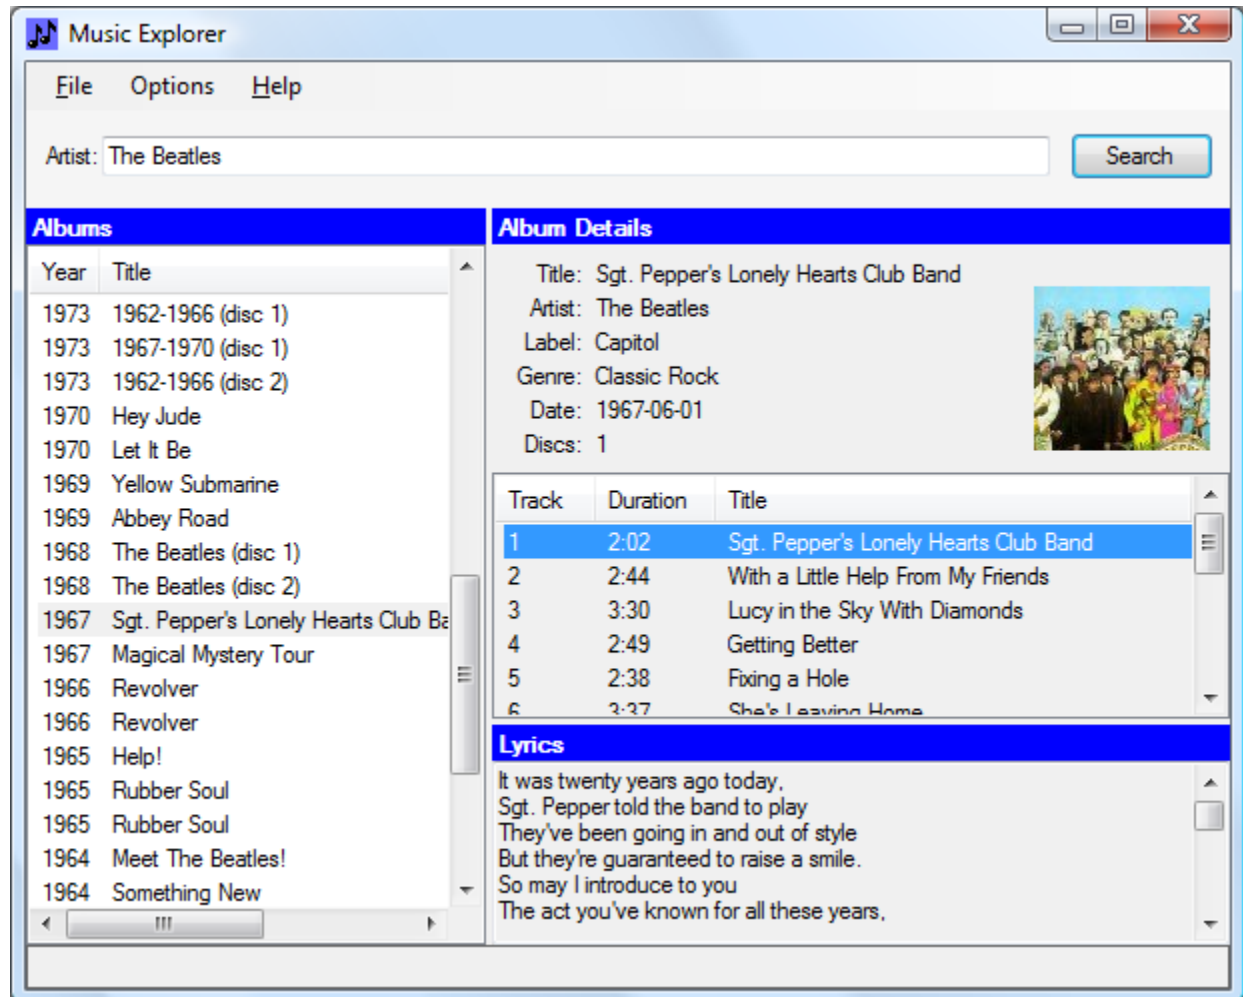 Music Explorer
File Options Help
Artist: The Beatles Search
Albums
Year Title
1973 1962-1966 (disc 1)
1973 1967-1970 (disc 1)
1973 1962-1966 (disc 2)
1970 Hey Jude
1970 Let It Be
1969 Yellow Submarine
1969 Abbey Road
1968 The Beatles (disc 1)
1968 The Beatles (disc 2)
1967 Sgt. Pepper's Lonely Hearts Club Ba
1967 Magical Mystery Tour
1966 Revolver
1966 Revolver
1965 Help!
1965 Rubber Soul
1965 Rubber Soul
1964 Meet The Beatles!
1964 Something New
Album Details
Title: Sgt. Pepper's Lonely Hearts Club Band
Artist: The Beatles
Label: Capitol
Genre: Classic Rock
Date: 1967-06-01
Discs: 1
Track Duration Title
1 2:02 Sgt. Pepper's Lonely Hearts Club Band
2 2:44 With a Little Help From My Friends
3 3:30 Lucy in the Sky With Diamonds
4 2:49 Getting Better
5 2:38 Fixing a Hole
6 3:37 She's Leaving Home
Lyrics
It was twenty years ago today,
Sgt. Pepper told the band to play
They've been going in and out of style
But they're guaranteed to raise a smile.
So may I introduce to you
The act you've known for all these years,